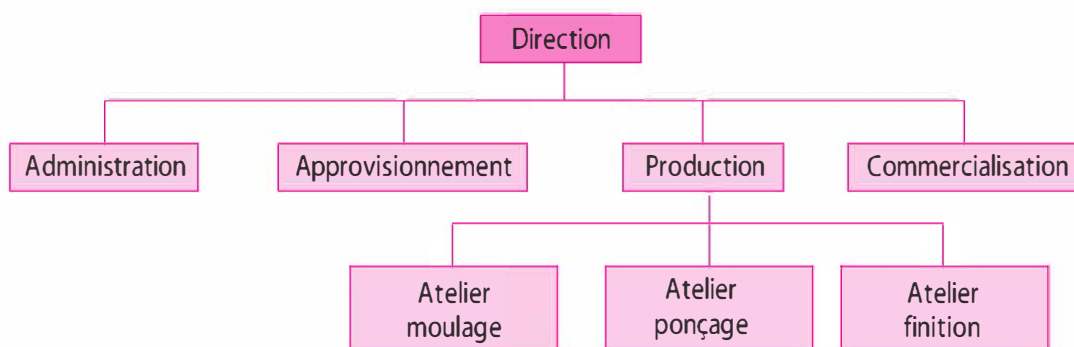 Direction
Administration
Approvisionnement
Production
Commercialisation
Atelier
moulage
Atelier
ponçage
Atelier
finition